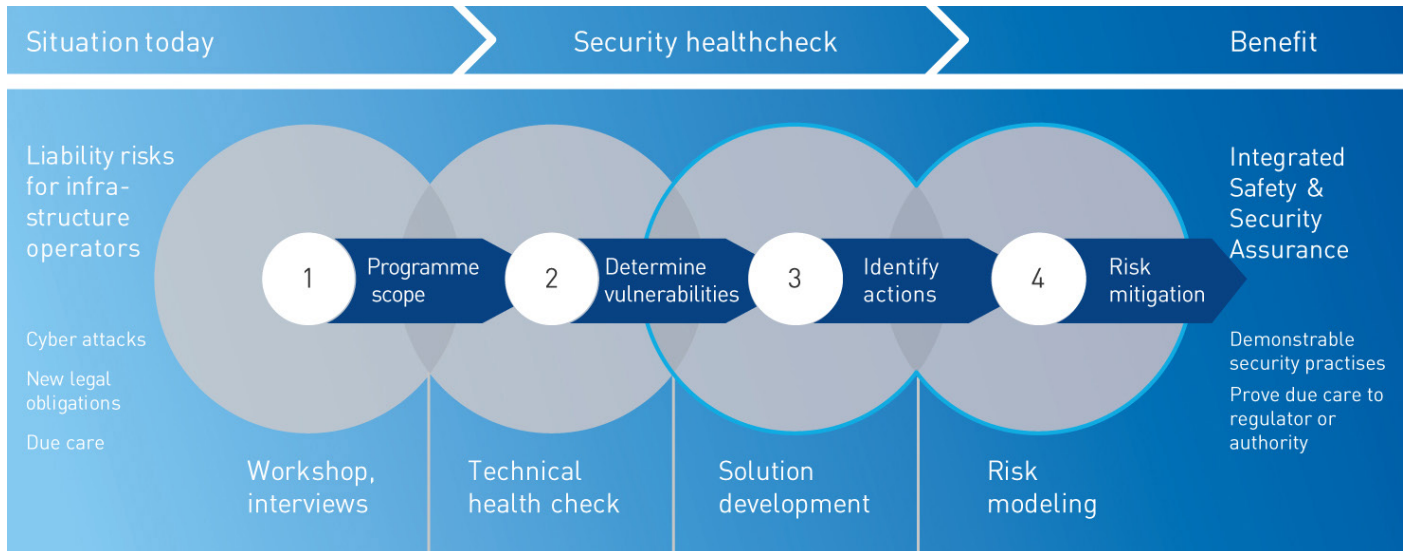 Situation today
Security healthcheck
Benefit
Liability risks
for infra-
structure
operators
Cyber attacks
New legal
obligations
Due care
1
Programme
scope
2
Determine
vulnerabilities
3
Identify
actions
4
Risk
mitigation
Workshop,
interviews
Technical
health check
Solution
development
Risk
modeling
Integrated
Safety &
Security
Assurance
Demonstrable
security practises
Prove due care to
regulator or
authority